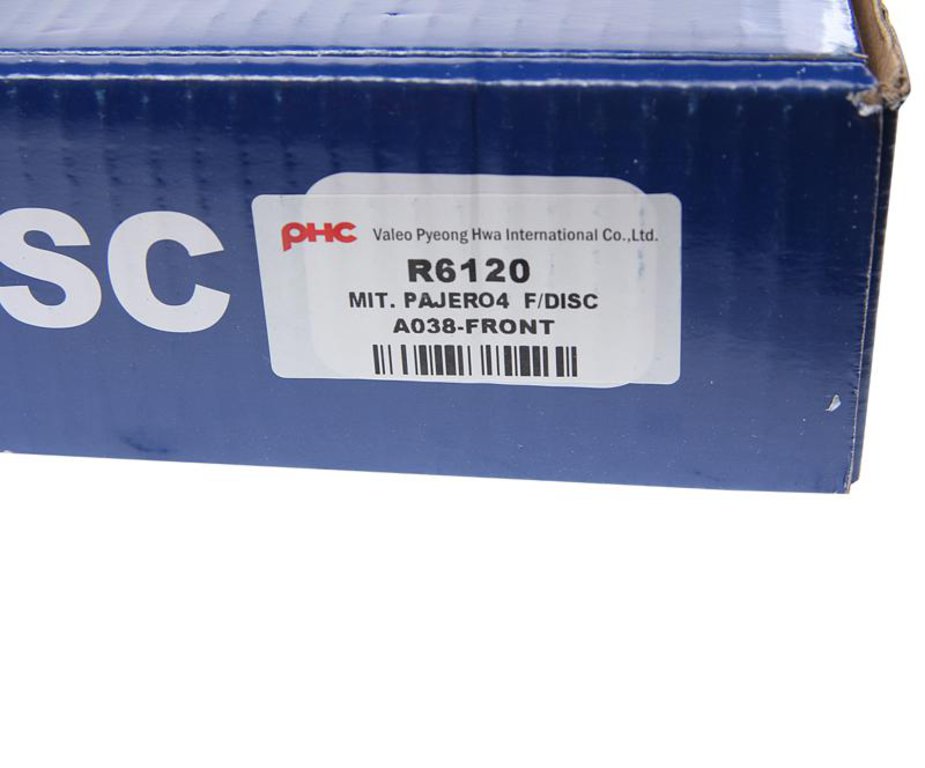 SC
PHC Valeo Pyeong Hwa International Co.,Ltd.
R6120
MIT. PAJERO4 F/DISC
A038-FRONT